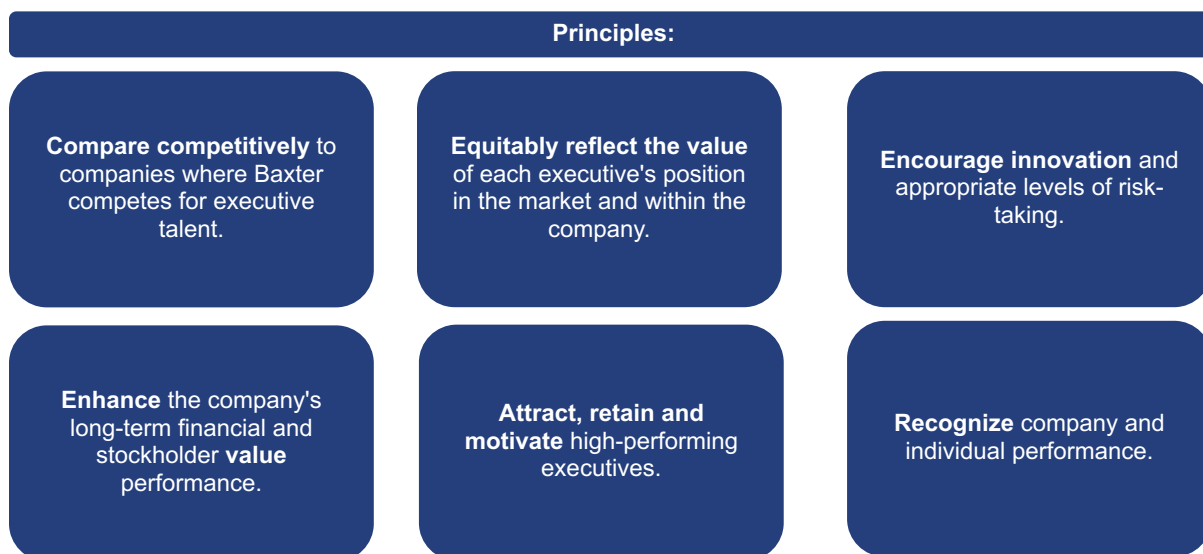 Principles:
Compare competitively to
companies where Baxter
competes for executive
talent.
Equitably reflect the value
of each executive's position
in the market and within the
company.
Encourage innovation and
appropriate levels of risk-
taking.
Enhance the company's
long-term financial and
stockholder value
performance.
Attract, retain and
motivate high-performing
executives.
Recognize company and
individual performance.